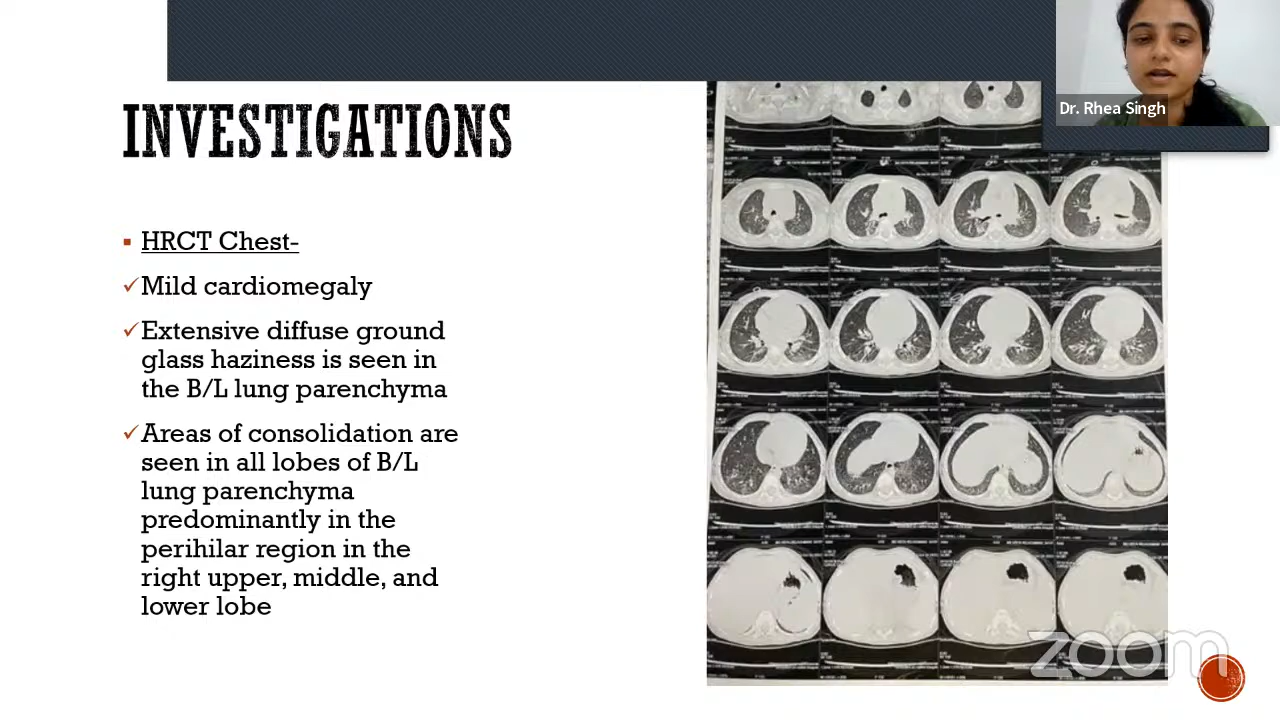 Dr. Rhea Singh
INVESTIGATIONS
HRCT Chest-
Mild cardiomegaly
Extensive diffuse ground
glass haziness is seen in
the B/L lung parenchyma
Areas of consolidation are
seen in all lobes of B/L
lung parenchyma
predominantly in the
perihilar region in the
right upper, middle, and
lower lobe
zoom